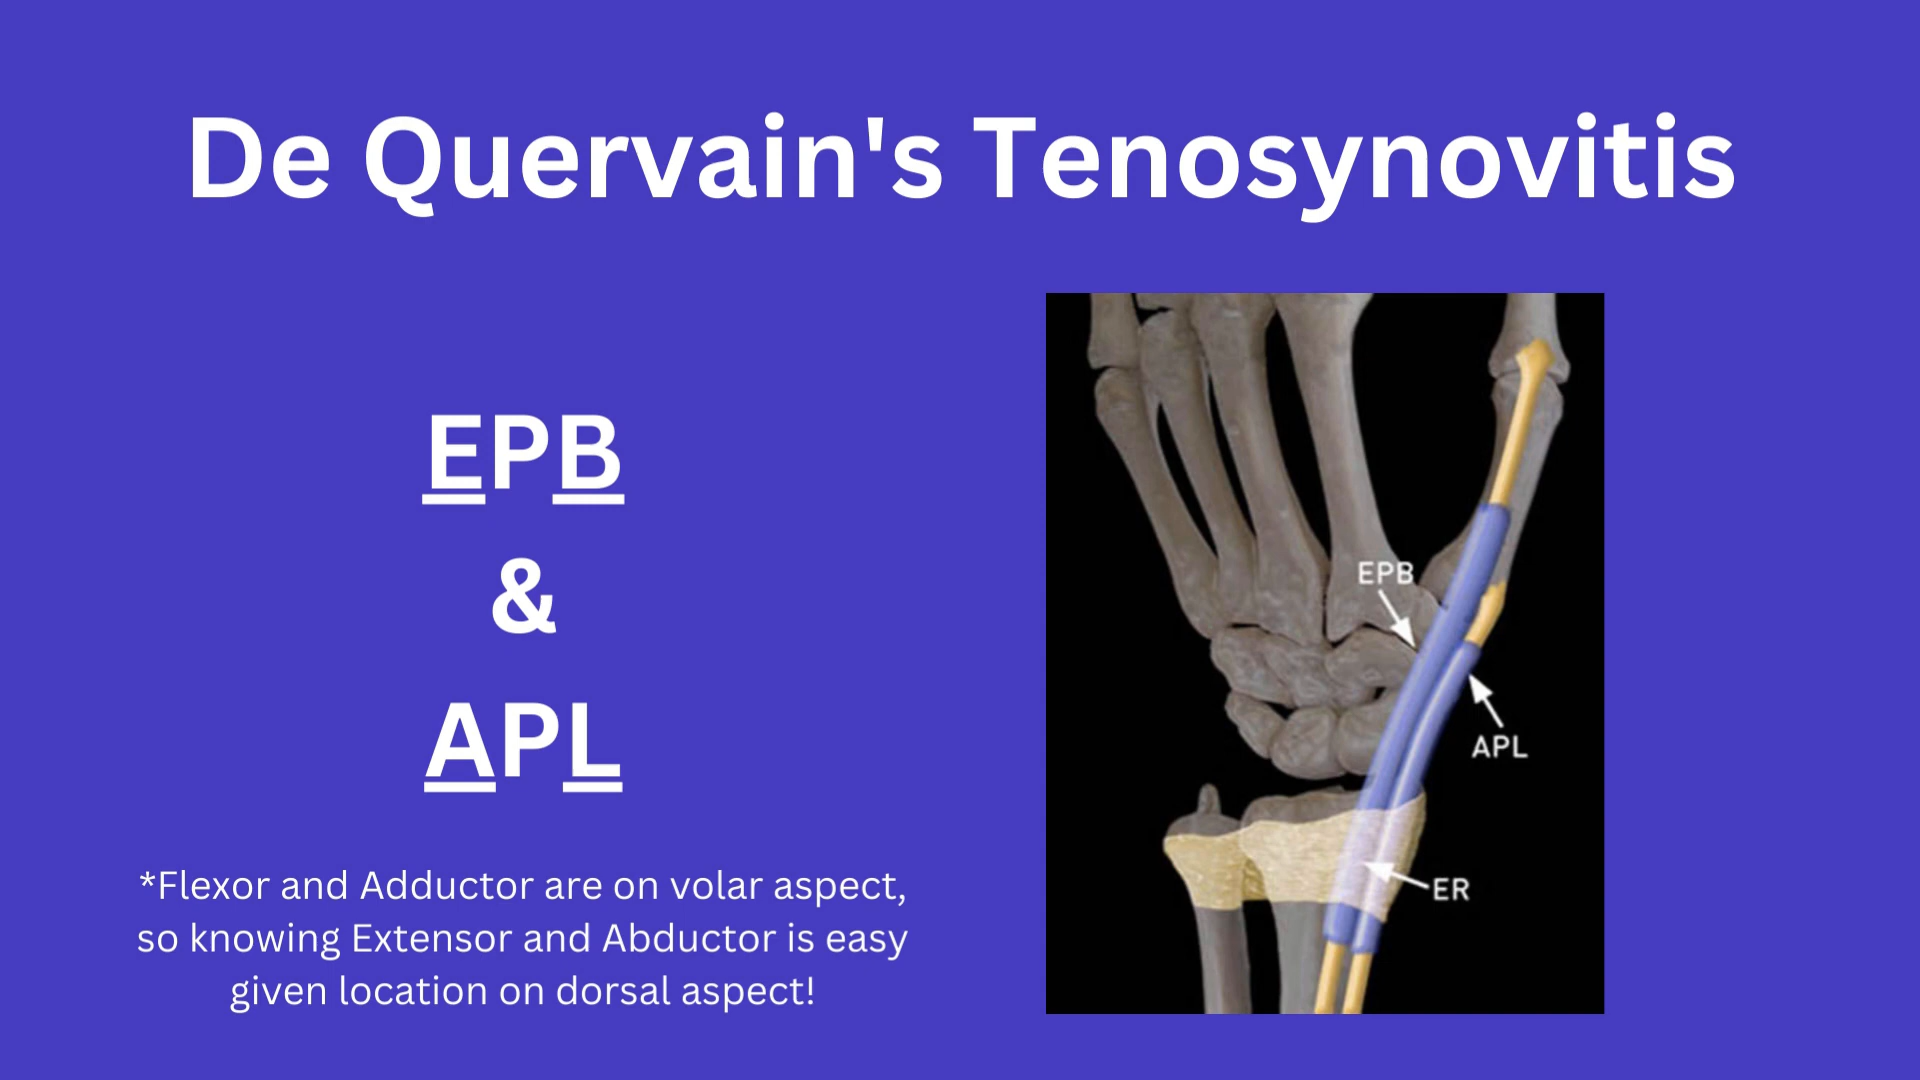 De Quervain's Tenosynovitis
EPB
&
APL
*Flexor and Adductor are on volar aspect,
so knowing Extensor and Abductor is easy
given location on dorsal aspect!
EPB
APL
ER